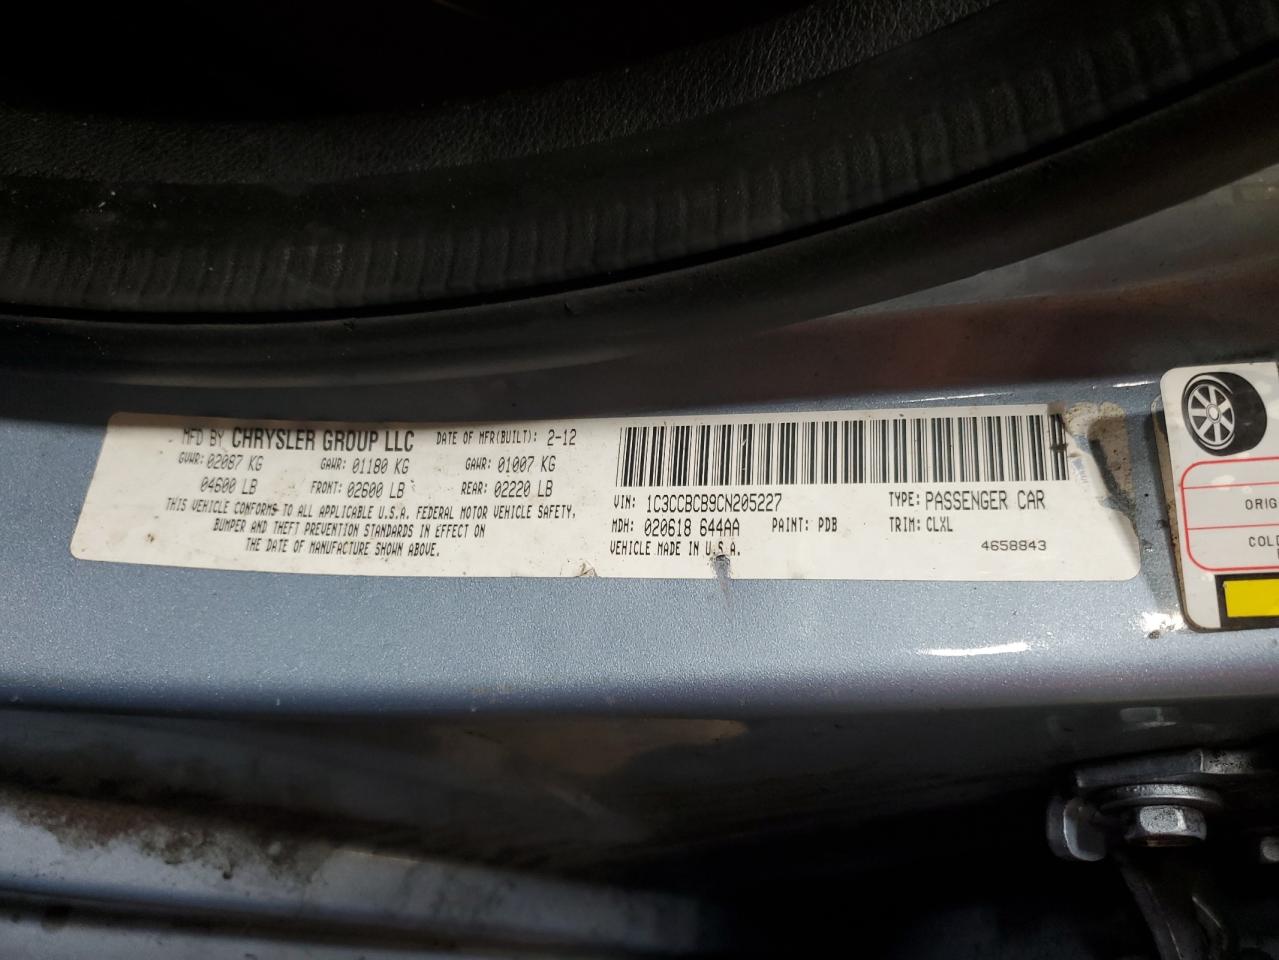 MFD BY CHRYSLER GROUP LLC DATE OF MFR(BUILT): 2-12
GVWR: 02087 KG GAWR: 01180 KG GAWR: 01007 KG
04600 LB FRONT: 02600 LB REAR: 02220 LB
THIS VEHICLE CONFORMS TO ALL APPLICABLE U.S.A. FEDERAL MOTOR VEHICLE SAFETY,
BUMPER AND THEFT PREVENTION STANDARDS IN EFFECT ON
THE DATE OF MANUFACTURE SHOWN ABOVE.
VIN: 1C3CCBCB9CN205227 TYPE: PASSENGER CAR
MDH: 020618 644AA PAINT: PDB TRIM: CLXL
VEHICLE MADE IN U.S.A. 4658843
ORIG
COLD